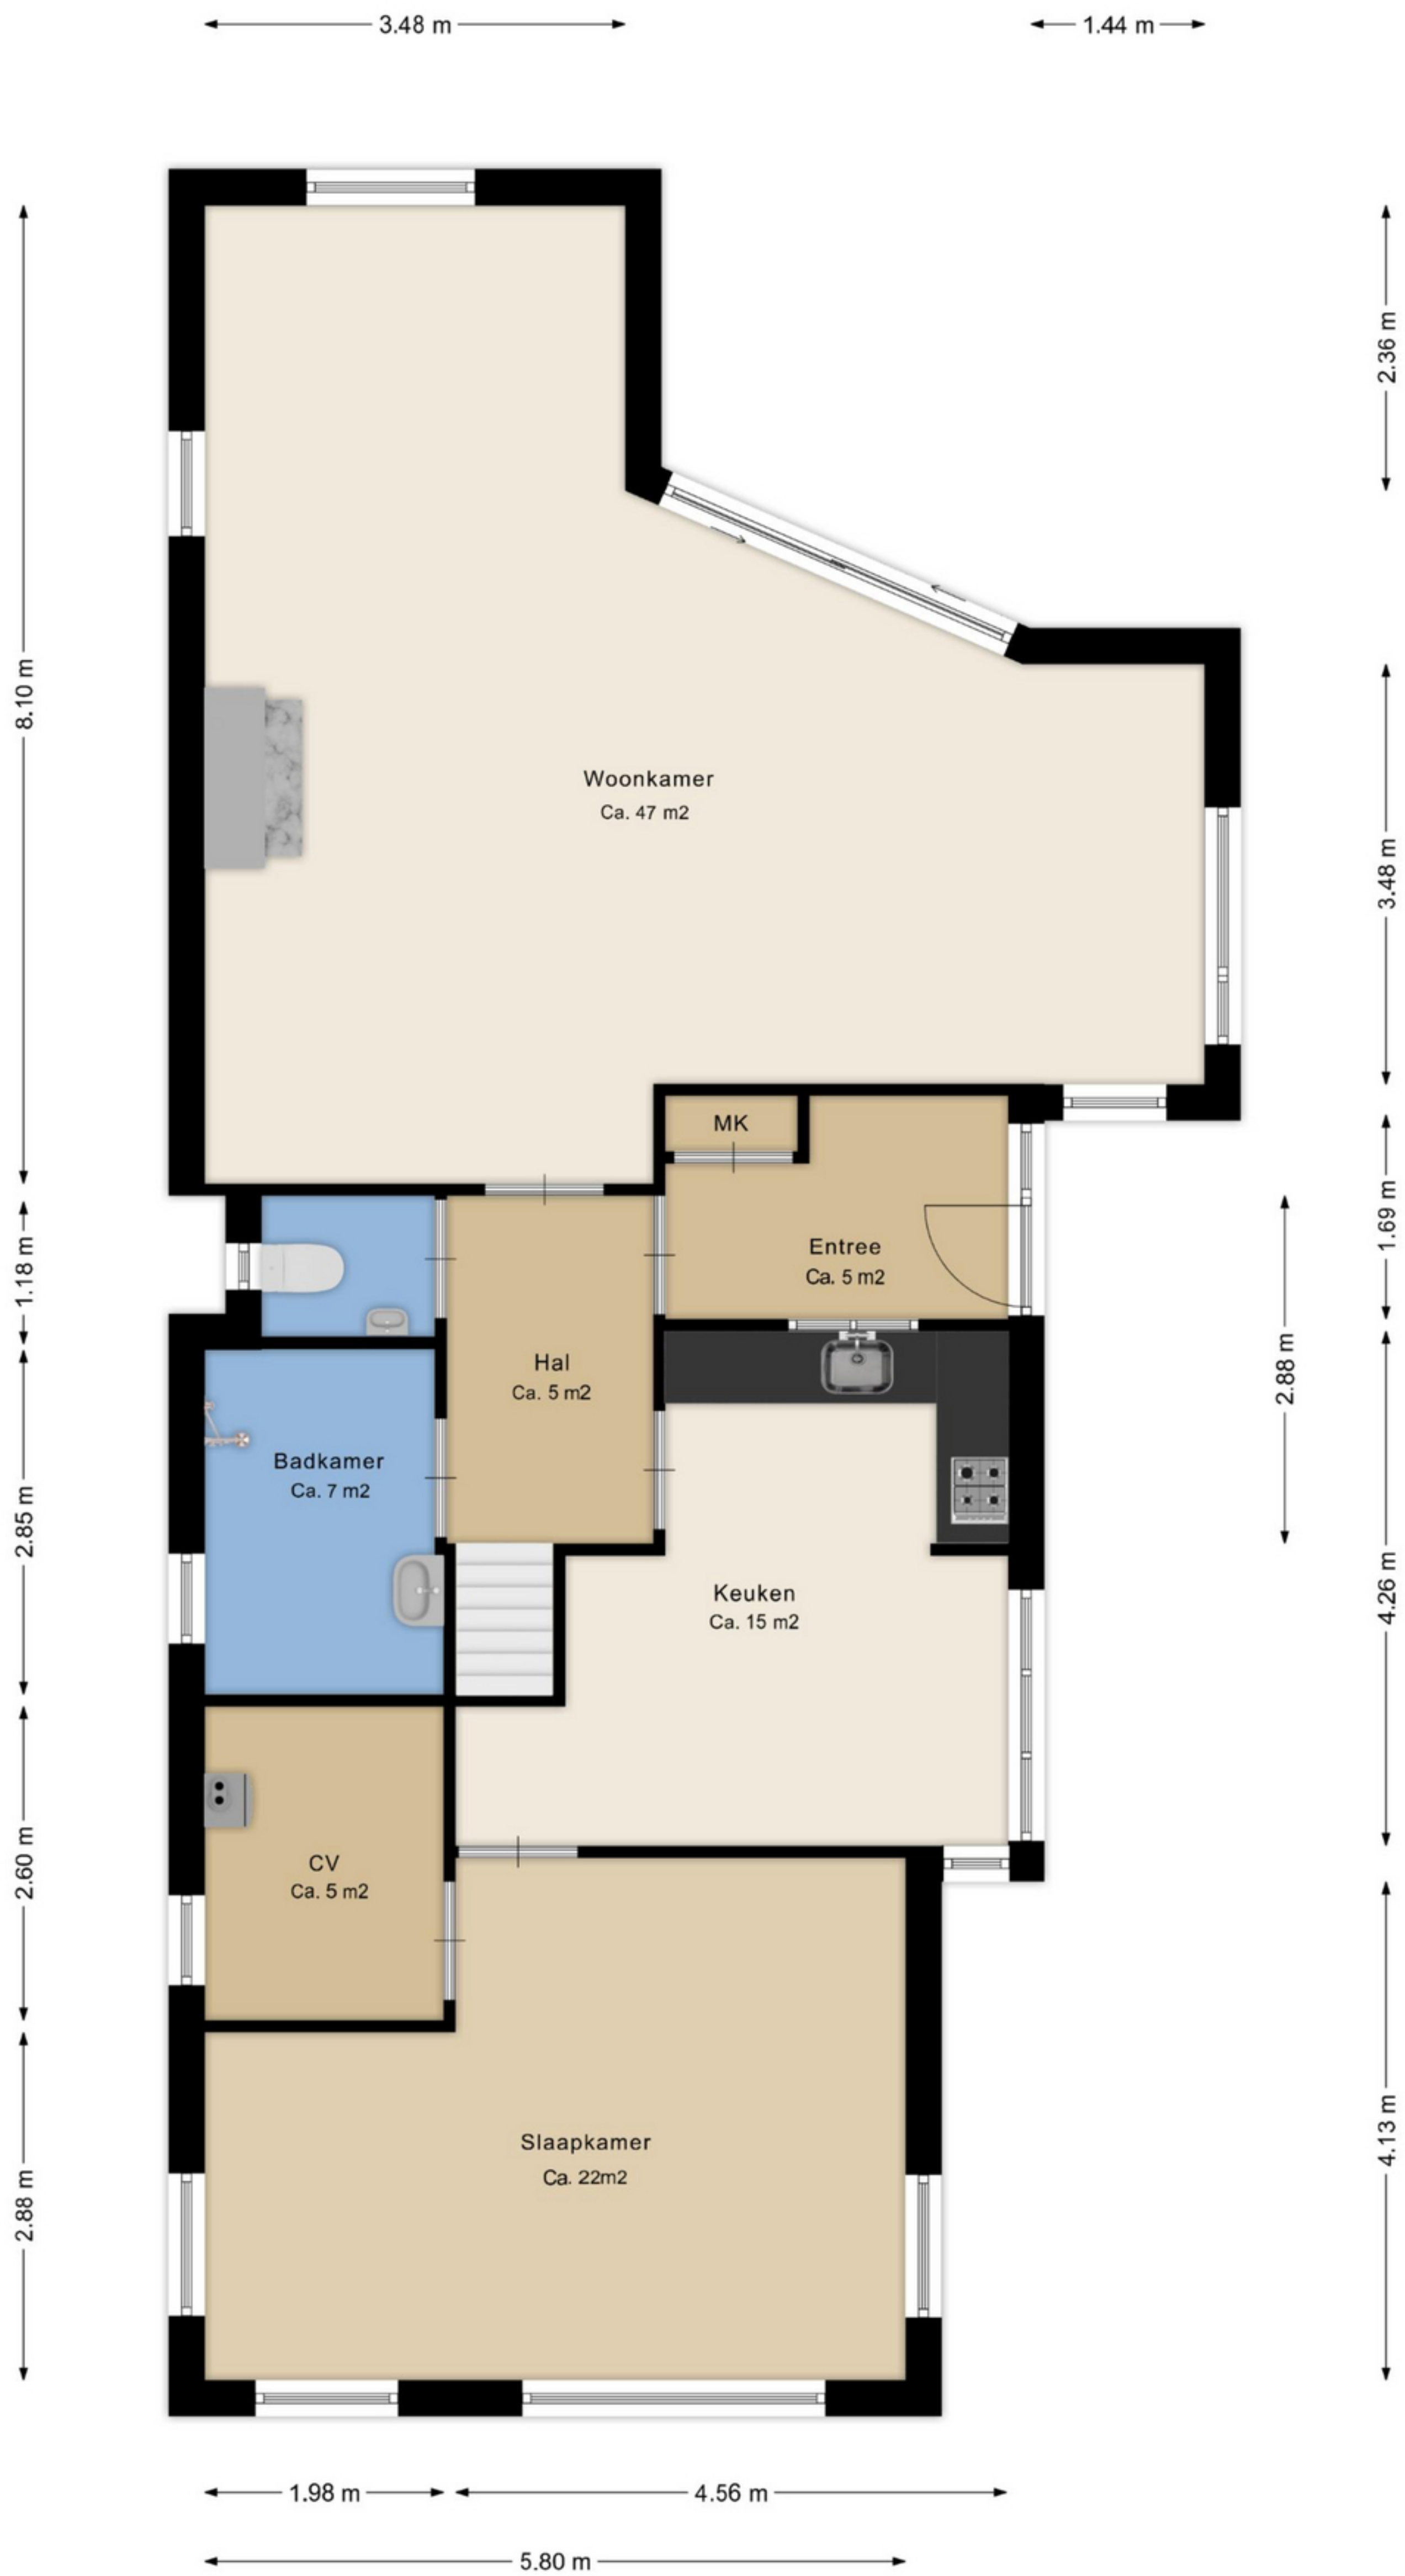 3.48 m
1.44 m
2.36 m
8.10 m
Woonkamer
Ca. 47 m2
3.48 m
MK
1.69 m
Entree
Ca. 5 m2
1.18 m
Hal
Ca. 5 m2
2.88 m
Badkamer
Ca. 7 m2
2.85 m
Keuken
Ca. 15 m2
4.26 m
CV
Ca. 5 m2
2.60 m
Slaapkamer
Ca. 22m2
4.13 m
2.88 m
1.98 m
4.56 m
5.80 m